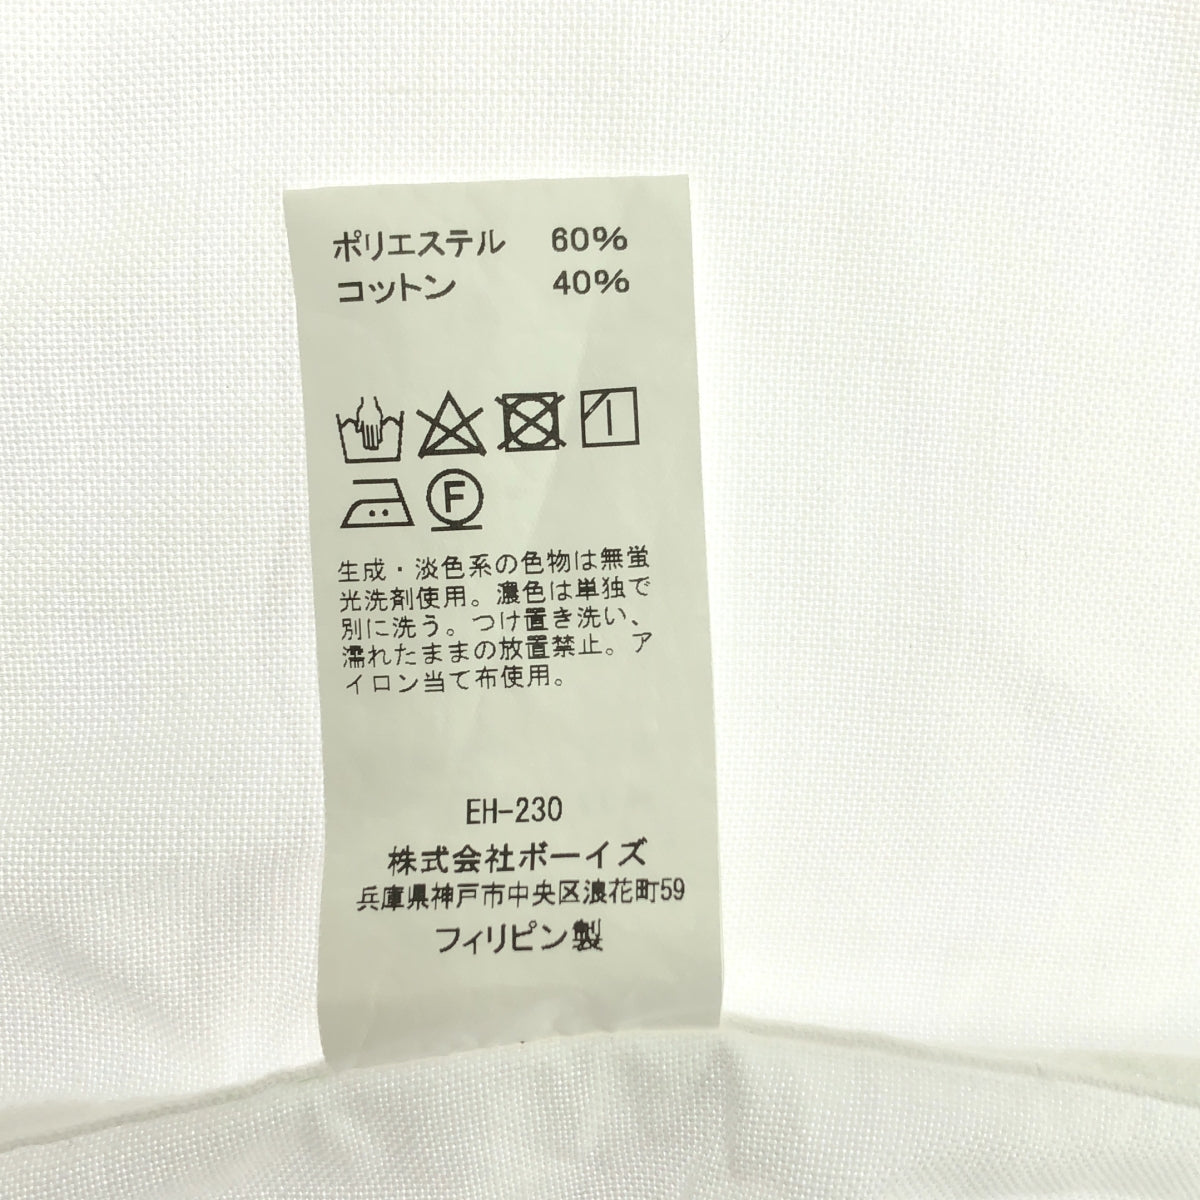 ポリエステル 60%
コットン 40%
F
生成・淡色系の色物は無蛍
光洗剤使用。濃色は単独で
別に洗う。つけ置き洗い、
濡れたままの放置禁止。ア
イロン当て布使用。
EH-230
株式会社ボーイズ
兵庫県神戸市中央区浪花町59
フィリピン製